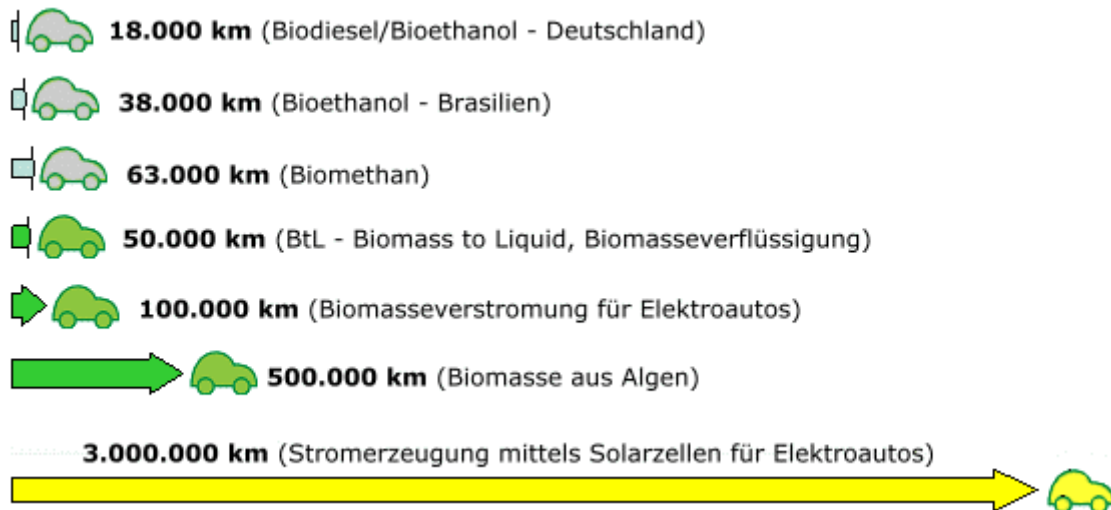 18.000 km (Biodiesel/Bioethanol - Deutschland)
38.000 km (Bioethanol - Brasilien)
63.000 km (Biomethan)
50.000 km (BtL - Biomass to Liquid, Biomasseverflüssigung)
100.000 km (Biomasseverstromung für Elektroautos)
500.000 km (Biomasse aus Algen)
3.000.000 km (Stromerzeugung mittels Solarzellen für Elektroautos)